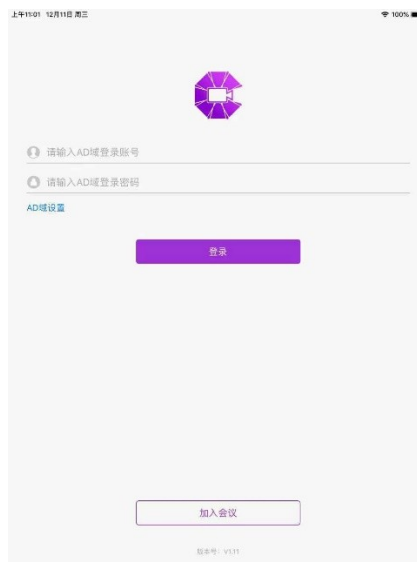 上午11:01 12月11日 周三 100%
请输入AD域登录账号
请输入AD域登录密码
AD域设置
登录
加入会议
版本号：V1.11